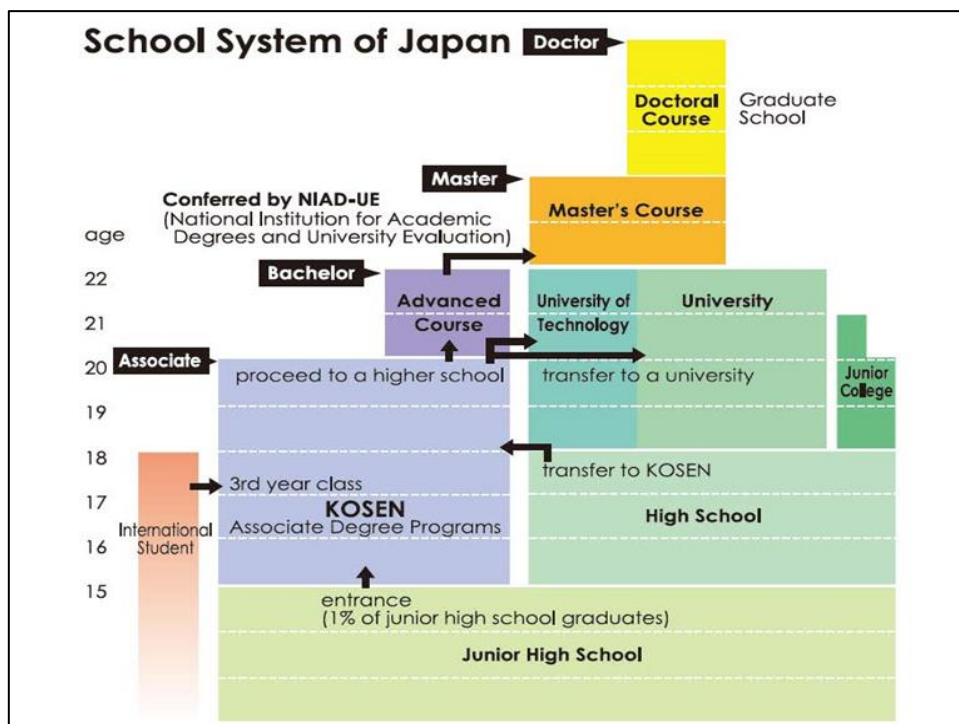 School System of Japan
Doctor
Doctoral
Course
Graduate
School
Master
Master's Course
Conferred by NIAD-UE
(National Institution for Academic
Degrees and University Evaluation)
age
22
21
20
19
18
17
16
15
Bachelor
Advanced
Course
University of
Technology
University
Associate
proceed to a higher school
transfer to a university
Junior
College
transfer to KOSEN
3rd year class
KOSEN
Associate Degree Programs
High School
International
Student
entrance
(1% of junior high school graduates)
Junior High School